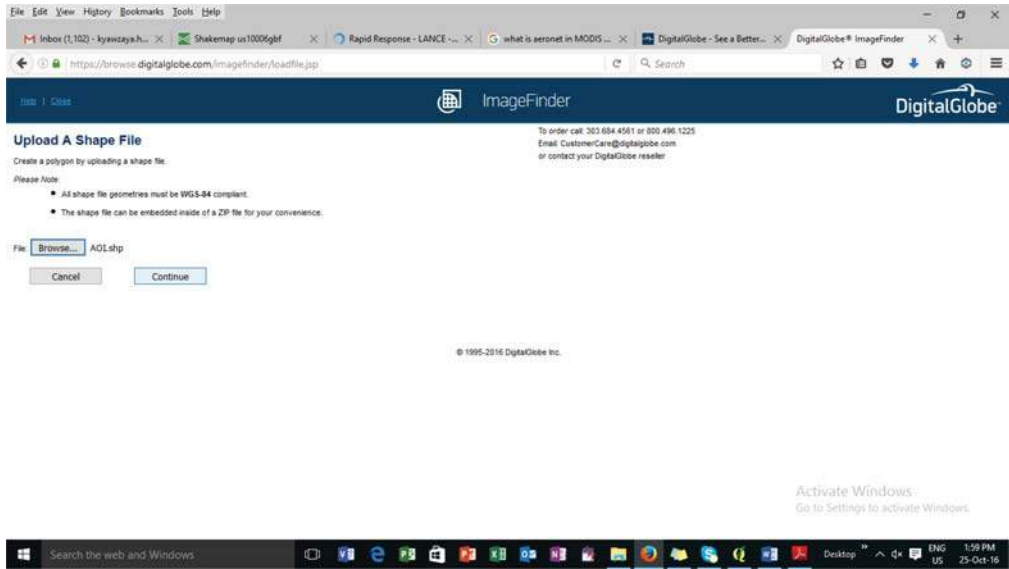 File Edit View History Bookmarks Tools Help
Inbox (1,102) - kyawzaya.h...
Shakemap us10006gbf
Rapid Response - LANCE -...
what is aeronet in MODIS ...
DigitalGlobe - See a Better...
DigitalGlobe® ImageFinder
https://browse.digitalglobe.com/imagefinder/loadfile.jsp
Search
Help | Close
ImageFinder
DigitalGlobe
Upload A Shape File
To order call: 303.684.4561 or 800.496.1225
Email: CustomerCare@digitalglobe.com
or contact your DigitalGlobe reseller
Create a polygon by uploading a shape file.
Please Note:
All shape file geometries must be WGS-84 compliant.
The shape file can be embedded inside of a ZIP file for your convenience.
File: Browse... AOI.shp
Cancel Continue
© 1995-2016 DigitalGlobe Inc.
Activate Windows
Go to Settings to activate Windows.
Search the web and Windows
Desktop
ENG 1:59 PM
US 25-Oct-16